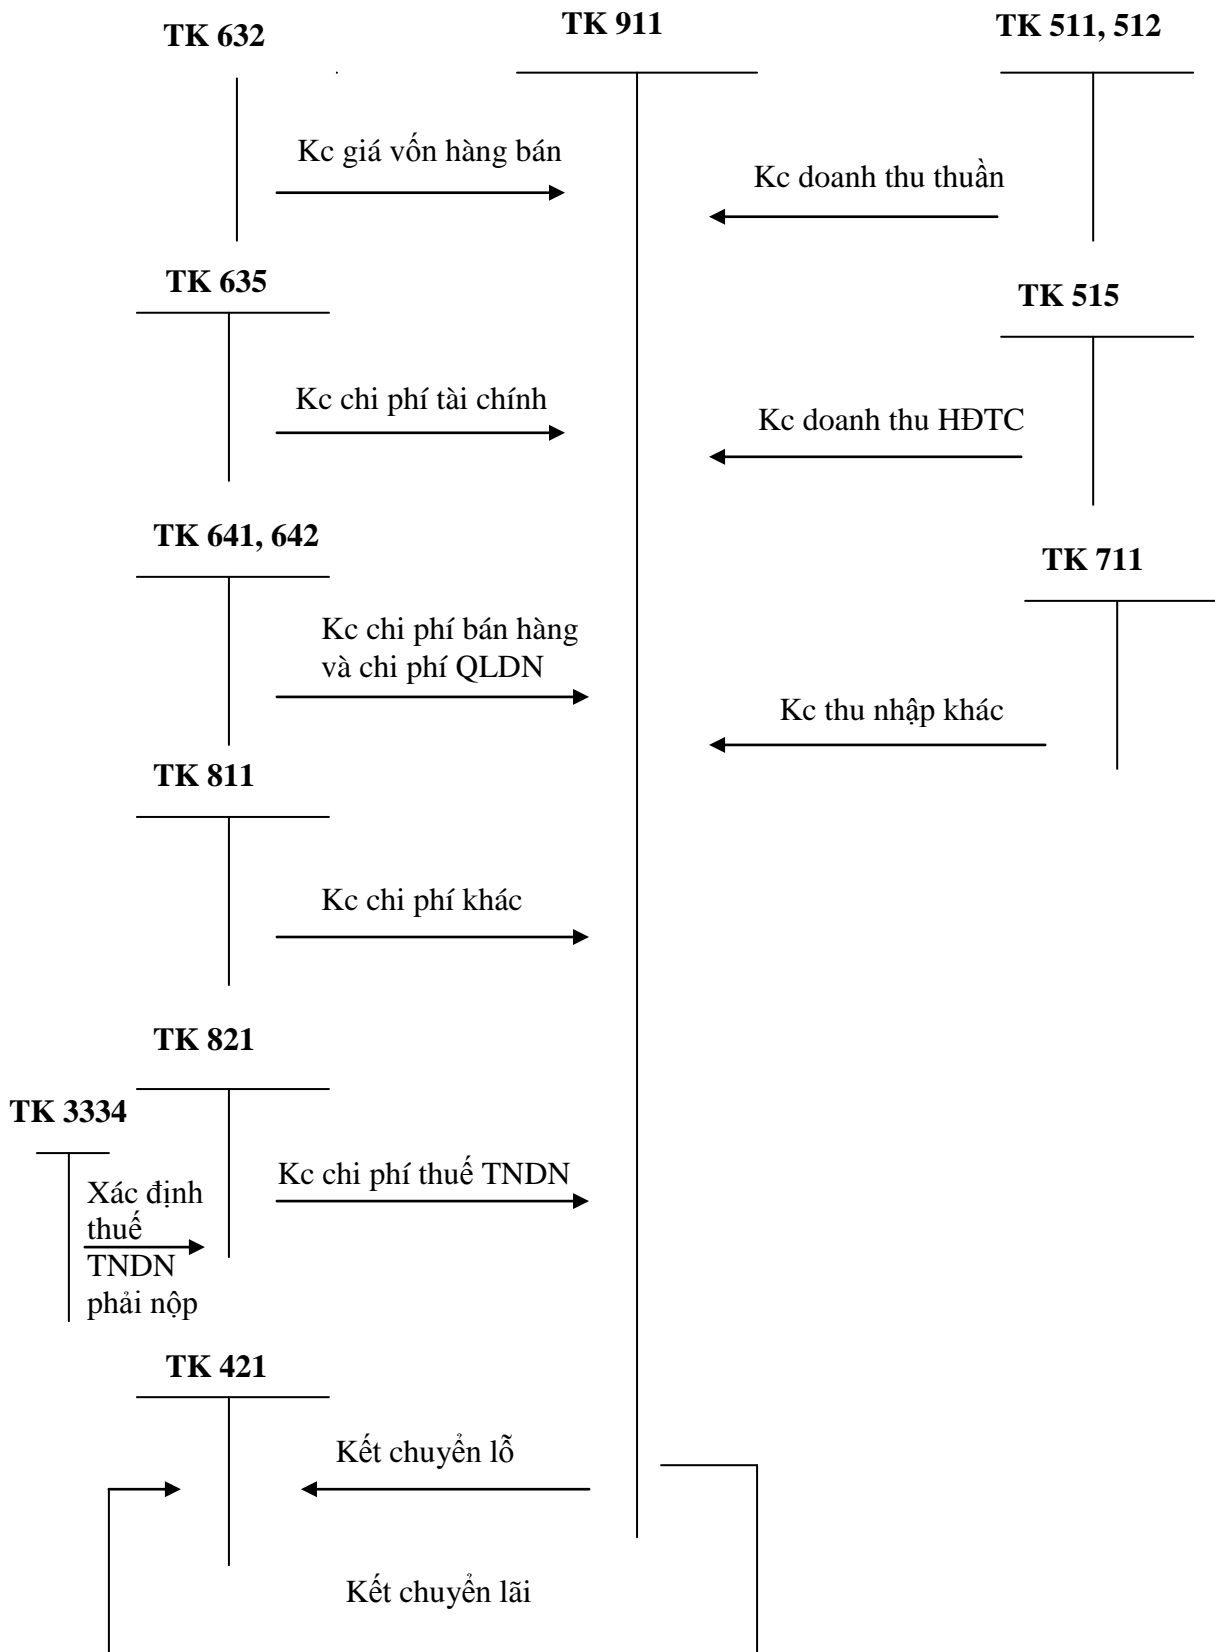 TK 632
TK 911
TK 511, 512
Kc giá vốn hàng bán
Kc doanh thu thuần
TK 635
TK 515
Kc chi phí tài chính
Kc doanh thu HĐTC
TK 641, 642
TK 711
Kc chi phí bán hàng
và chi phí QLDN
Kc thu nhập khác
TK 811
Kc chi phí khác
TK 821
TK 3334
Kc chi phí thuế TNDN
Xác định
thuế
TNDN
phải nộp
TK 421
Kết chuyển lỗ
Kết chuyển lãi